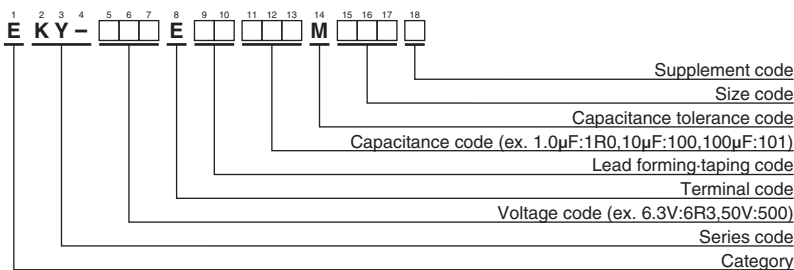 1 2 3 4 5 6 7 8 9 10 11 12 13 14 15 16 17 18
E K Y – E M
Supplement code
Size code
Capacitance tolerance code
Capacitance code (ex. 1.0μF:1R0,10μF:100,100μF:101)
Lead forming·taping code
Terminal code
Voltage code (ex. 6.3V:6R3,50V:500)
Series code
Category